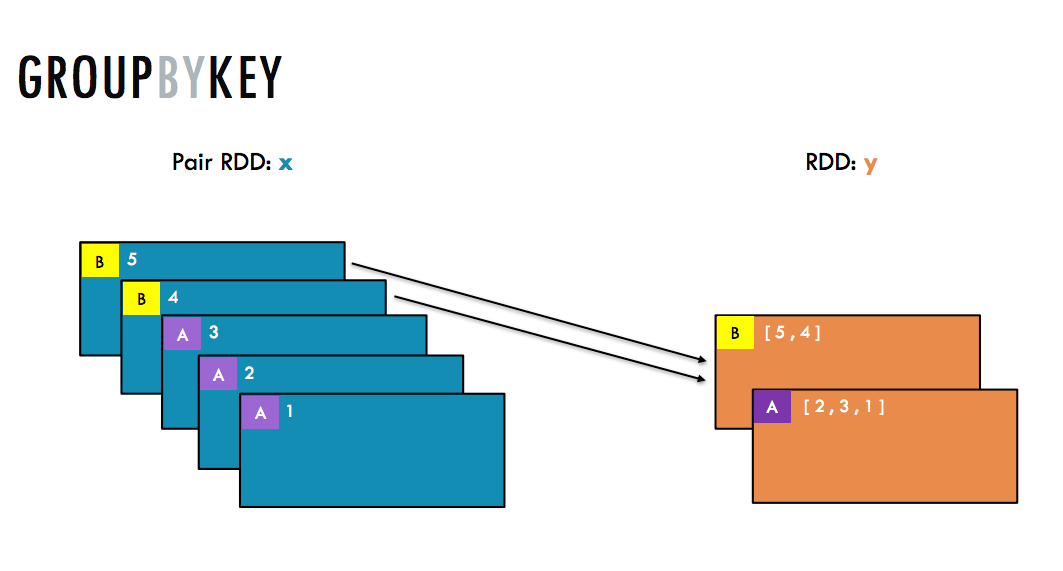 GROUPBYKEY
Pair RDD: x
RDD: y
B 5
B 4
A 3
A 2
A 1
B [5,4]
A [2,3,1]